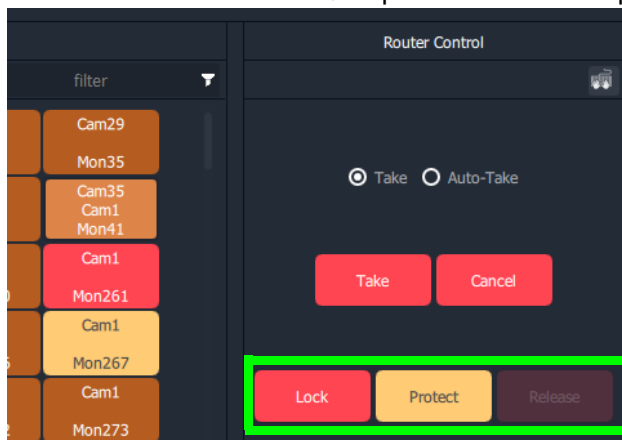 Router Control
filter
Cam29
Mon35
Cam35
Cam1
Mon41
Cam1
Mon261
Cam1
Mon267
Cam1
Mon273
Take Auto-Take
Take Cancel
Lock Protect Release